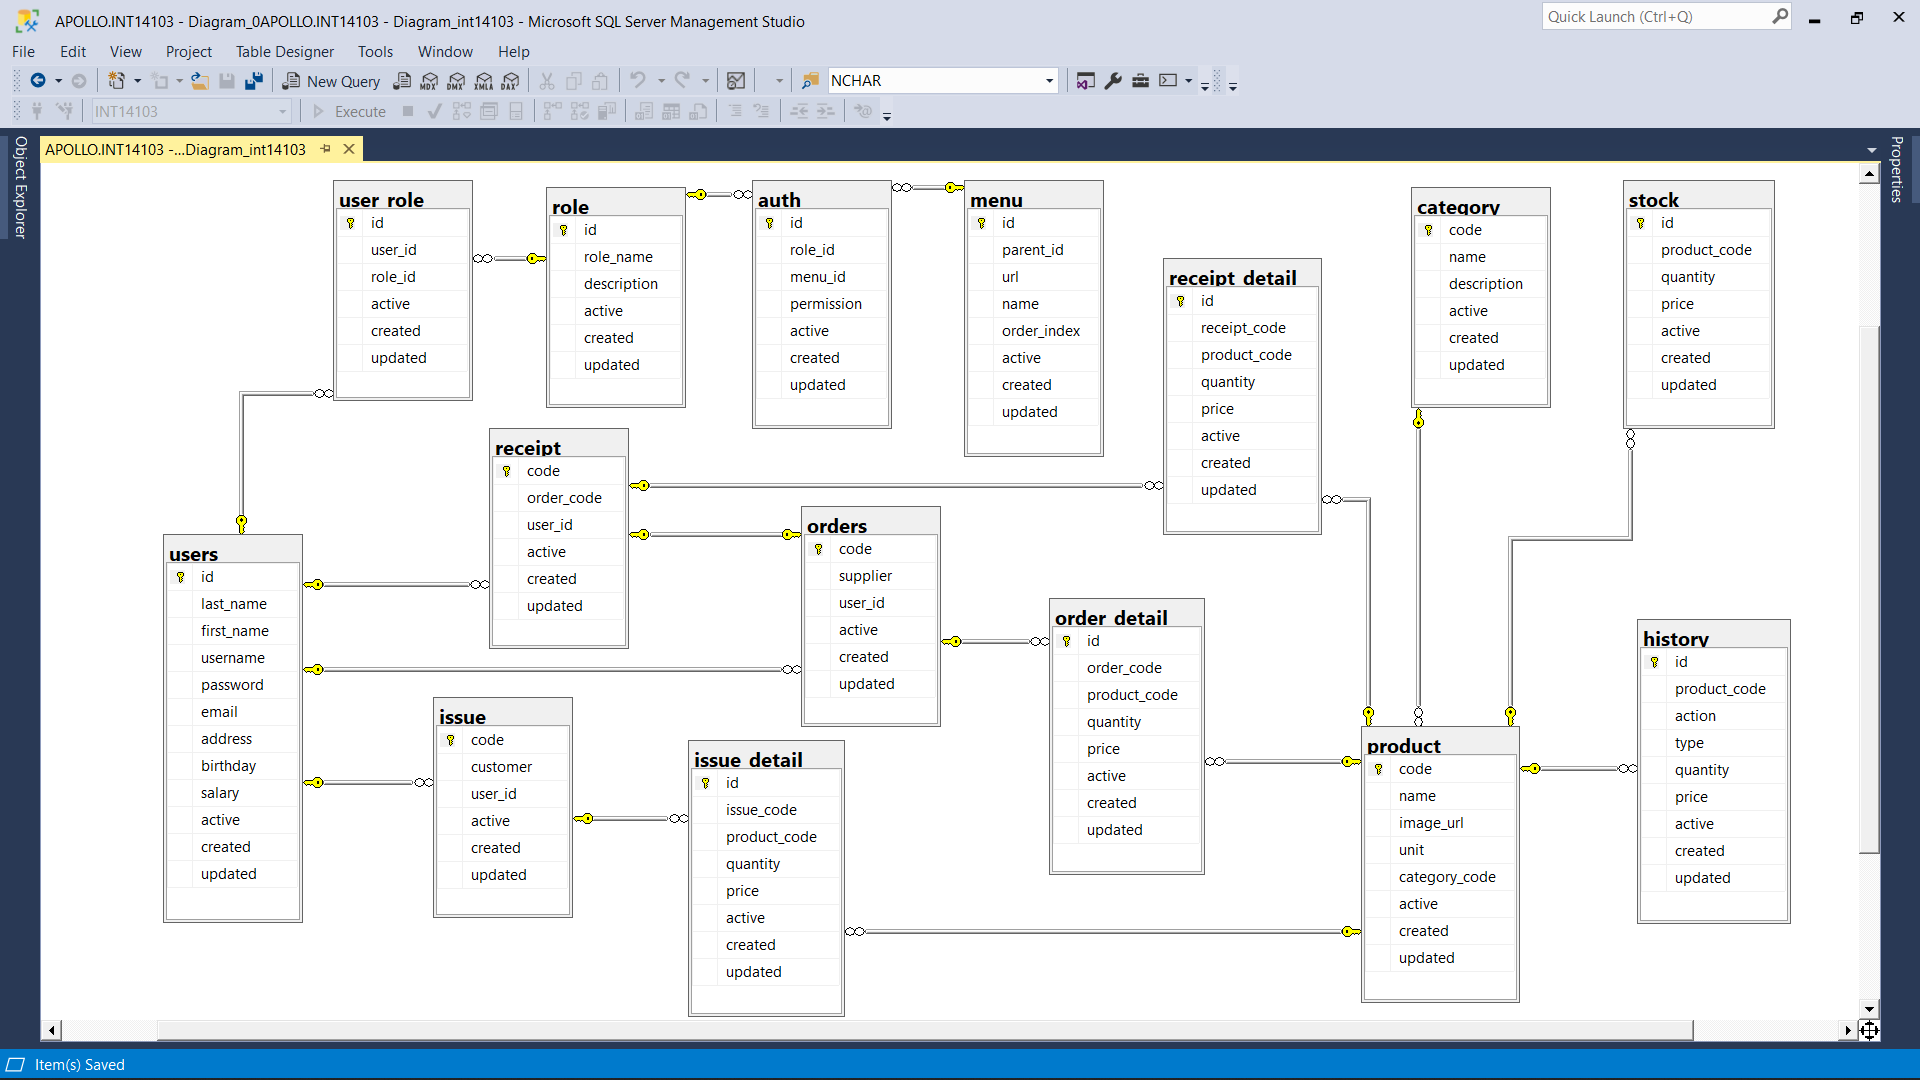 APOLLO.INT14103 - Diagram_0APOLLO.INT14103 - Diagram_int14103 - Microsoft SQL Server Management Studio
Quick Launch (Ctrl+Q)
File Edit View Project Table Designer Tools Window Help
New Query MDX DMX XMLA DAX NCHAR
INT14103 Execute
Object Explorer
APOLLO.INT14103 -...Diagram_int14103
Properties
user_role
id
user_id
role_id
active
created
updated
role
id
role_name
description
active
created
updated
auth
id
role_id
menu_id
permission
active
created
updated
menu
id
parent_id
url
name
order_index
active
created
updated
receipt_detail
id
receipt_code
product_code
quantity
price
active
created
updated
category
code
name
description
active
created
updated
stock
id
product_code
quantity
price
active
created
updated
receipt
code
order_code
user_id
active
created
updated
users
id
last_name
first_name
username
password
email
address
birthday
salary
active
created
updated
orders
code
supplier
user_id
active
created
updated
order_detail
id
order_code
product_code
quantity
price
active
created
updated
issue
code
customer
user_id
active
created
updated
issue_detail
id
issue_code
product_code
quantity
price
active
created
updated
product
code
name
image_url
unit
category_code
active
created
updated
history
id
product_code
action
type
quantity
price
active
created
updated
Item(s) Saved